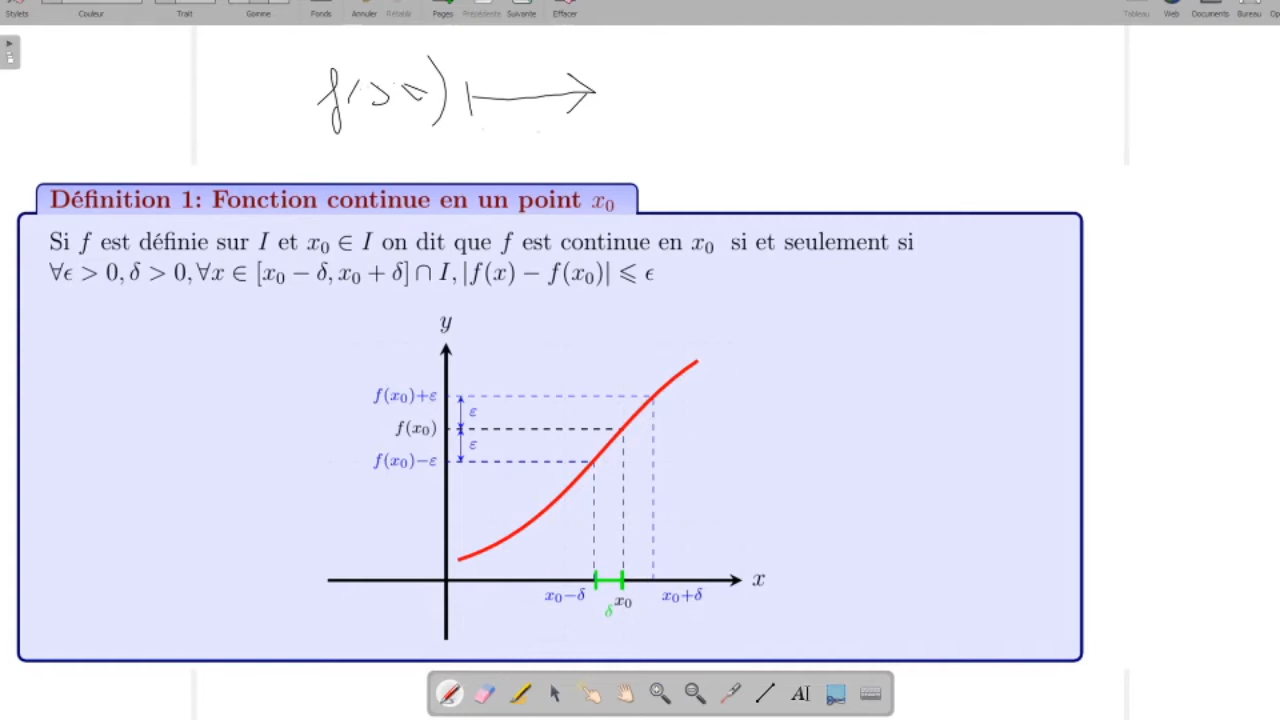 Stylets Couleur Trait Gomme Fonds Annuler Rétablir Pages Précédente Suivante Effacer Tableau Web Documents Bureau
f(x) ↦
Définition 1: Fonction continue en un point x₀
Si f est définie sur I et x₀ ∈ I on dit que f est continue en x₀ si et seulement si
∀ϵ > 0, δ > 0, ∀x ∈ [x₀ − δ, x₀ + δ] ∩ I, |f(x) − f(x₀)| ⩽ ϵ
y
f(x₀)+ε
ε
f(x₀)
ε
f(x₀)−ε
x
x₀−δ
x₀
x₀+δ
δ
AI